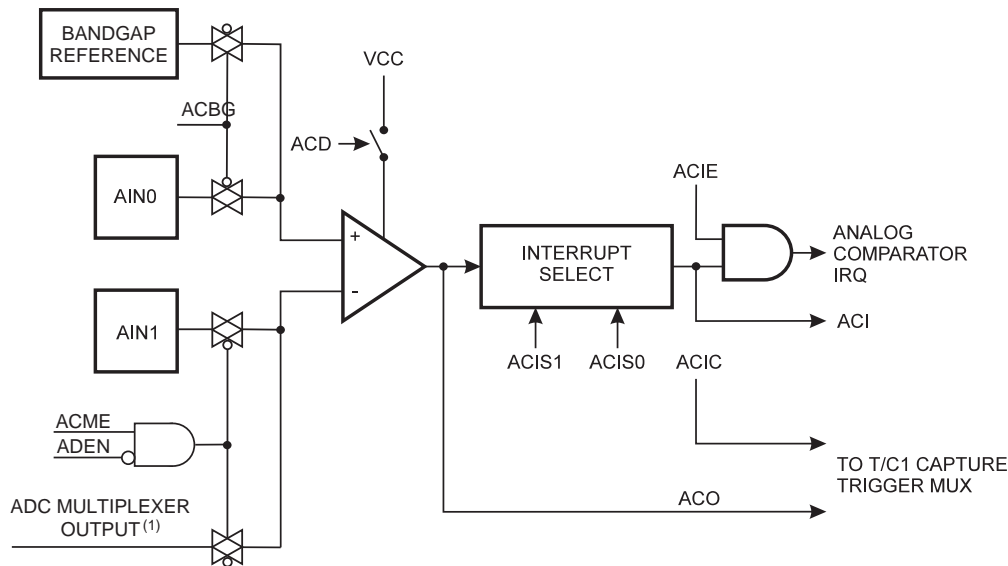 BANDGAP
REFERENCE
VCC
ACBG
ACD
AIN0
ACIE
+
INTERRUPT
SELECT
ANALOG
COMPARATOR
IRQ
-
AIN1
ACI
ACIS1
ACIS0
ACIC
ACME
ADEN
TO T/C1 CAPTURE
TRIGGER MUX
ADC MULTIPLEXER
OUTPUT (1)
ACO